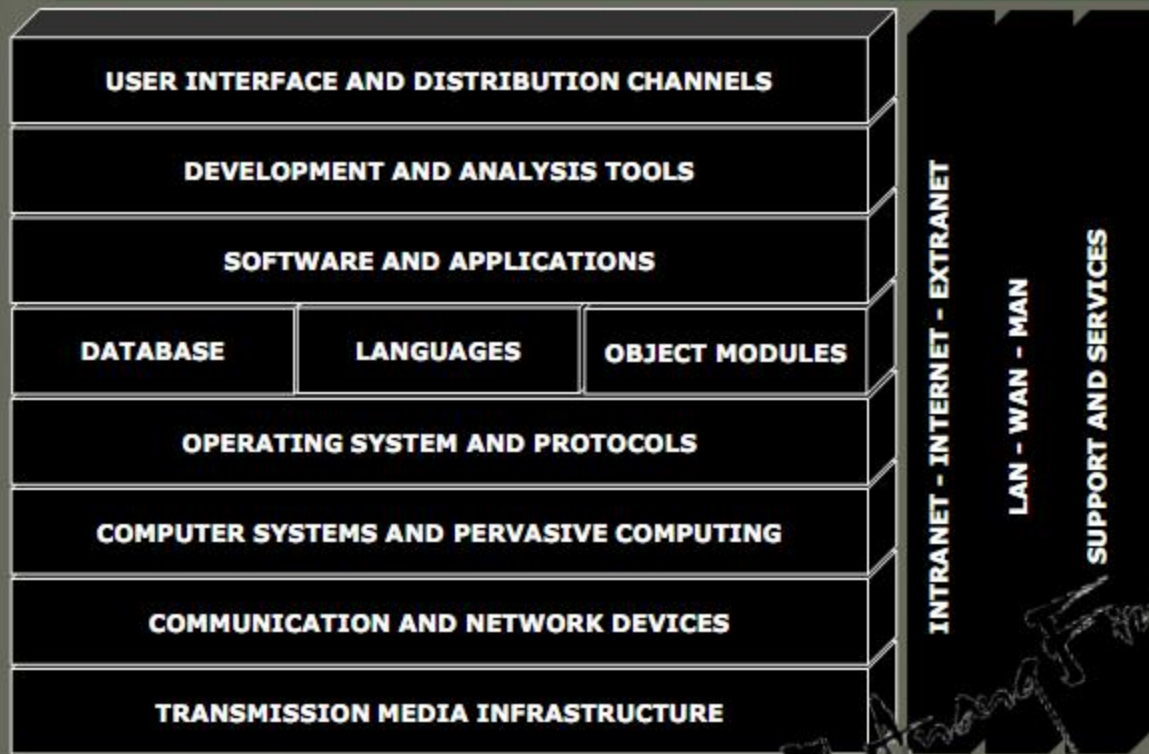 USER INTERFACE AND DISTRIBUTION CHANNELS
DEVELOPMENT AND ANALYSIS TOOLS
SOFTWARE AND APPLICATIONS
DATABASE
LANGUAGES
OBJECT MODULES
OPERATING SYSTEM AND PROTOCOLS
COMPUTER SYSTEMS AND PERVASIVE COMPUTING
COMMUNICATION AND NETWORK DEVICES
TRANSMISSION MEDIA INFRASTRUCTURE
INTRANET - INTERNET - EXTRANET
LAN - WAN - MAN
SUPPORT AND SERVICES